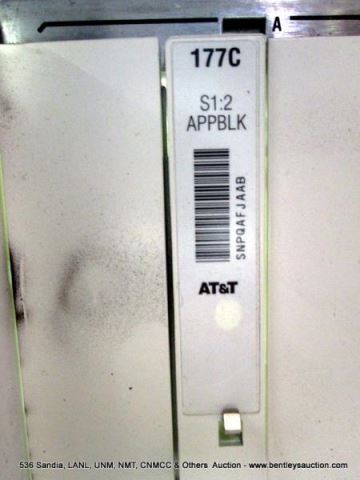 A
177C
S1:2
APPBLK
SNPQAFJAAB
AT&T
536 Sandia, LANL, UNM, NMT, CNMCC & Others Auction - www.bentleysauction.com